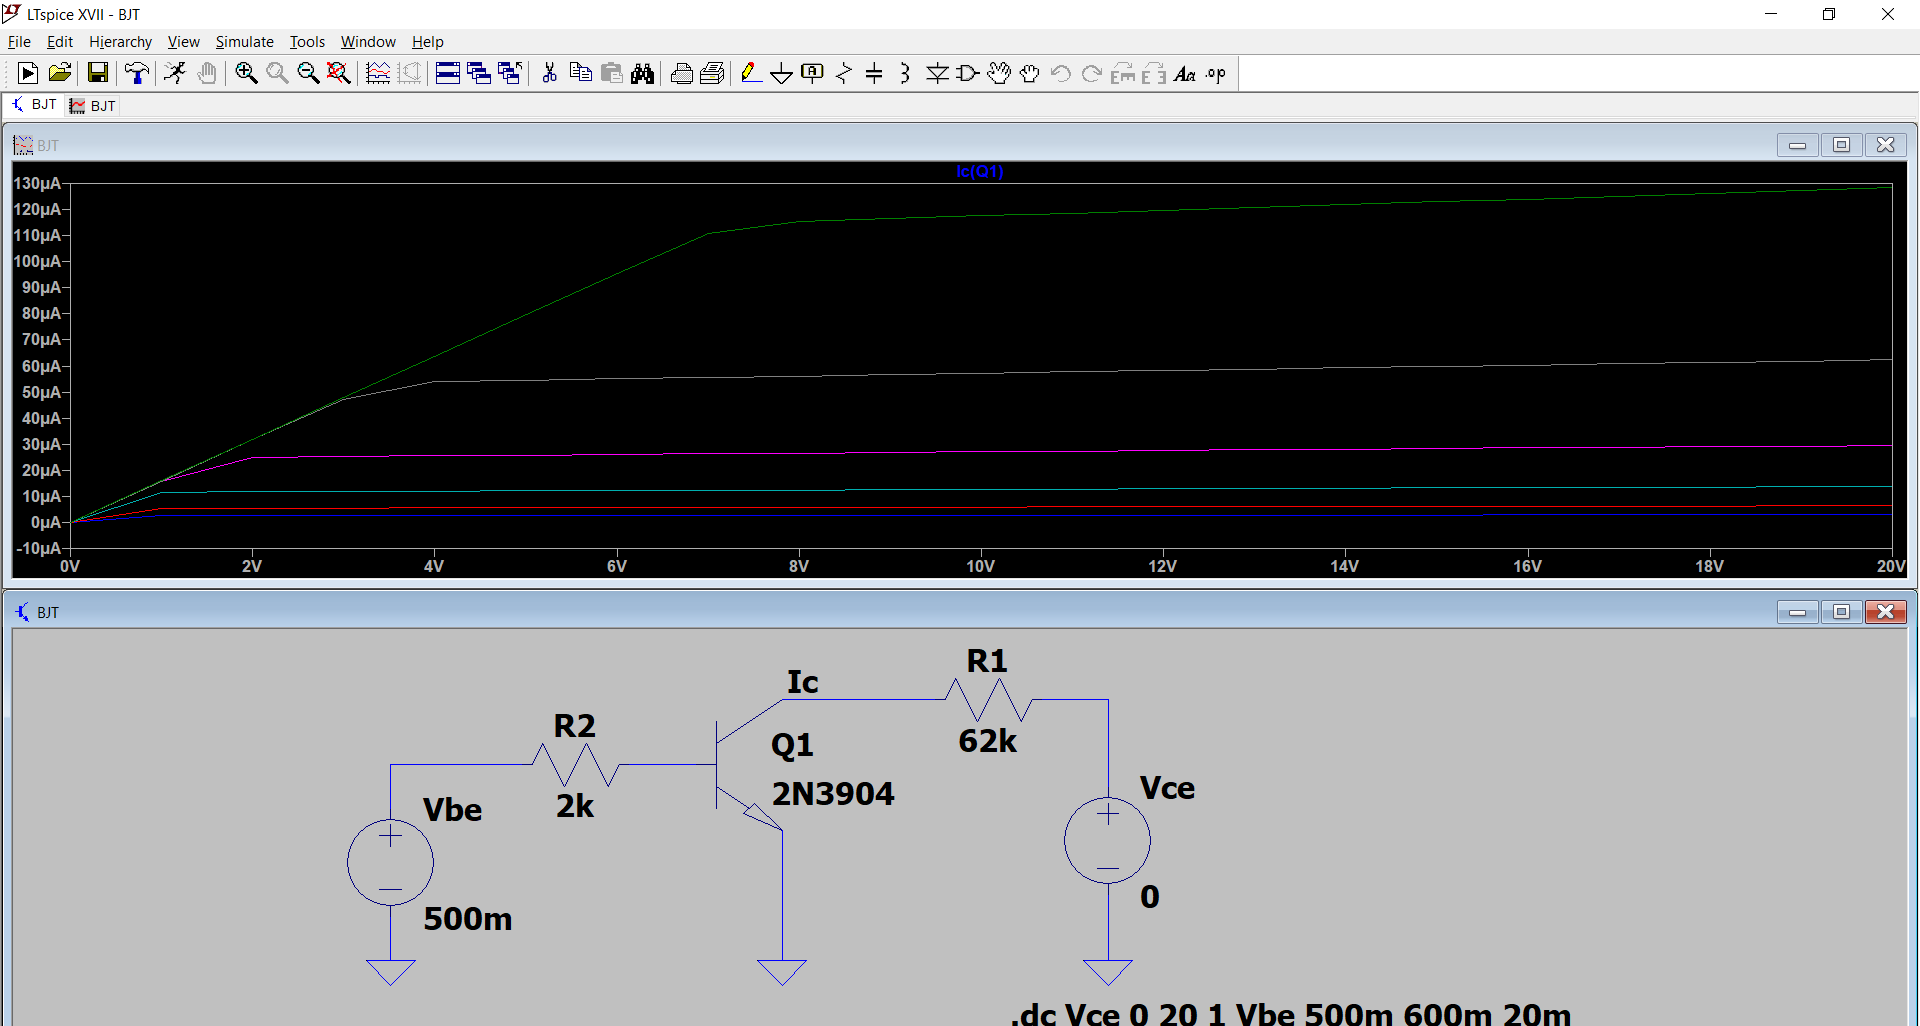 LTspice XVII - BJT
File Edit Hierarchy View Simulate Tools Window Help
A Aa .op
BJT BJT
BJT
Ic(Q1)
130µA
120µA
110µA
100µA
90µA
80µA
70µA
60µA
50µA
40µA
30µA
20µA
10µA
0µA
-10µA
0V 2V 4V 6V 8V 10V 12V 14V 16V 18V 20V
BJT
R1
Ic
62k
R2
Q1
2k
2N3904
Vbe
500m
Vce
0
.dc Vce 0 20 1 Vbe 500m 600m 20m